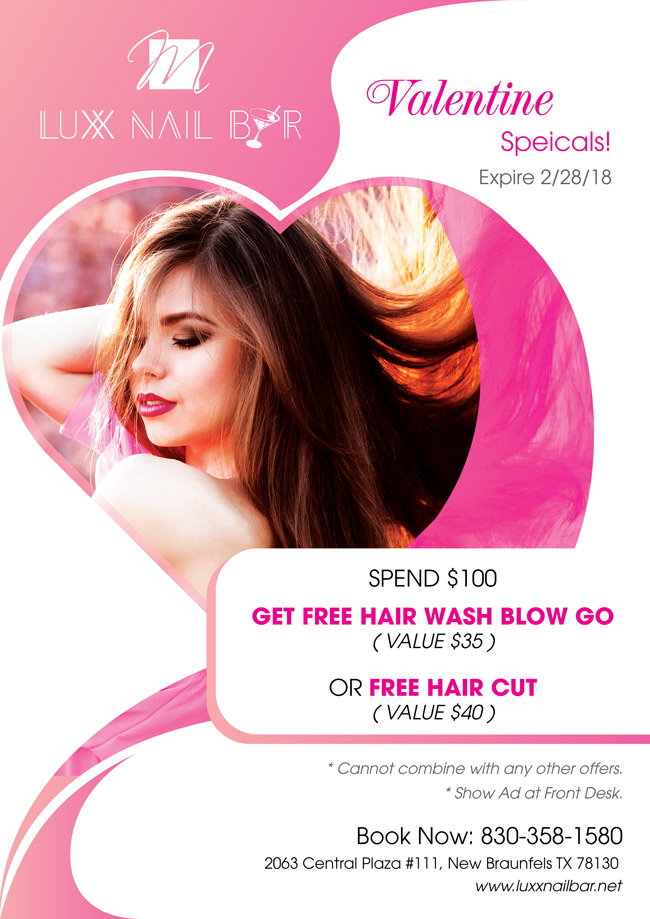 M
LUXX NAIL BAR
Valentine
Speicals!
Expire 2/28/18
SPEND $100
GET FREE HAIR WASH BLOW GO
( VALUE $35 )
OR FREE HAIR CUT
( VALUE $40 )
* Cannot combine with any other offers.
* Show Ad at Front Desk.
Book Now: 830-358-1580
2063 Central Plaza #111, New Braunfels TX 78130
www.luxxnailbar.net